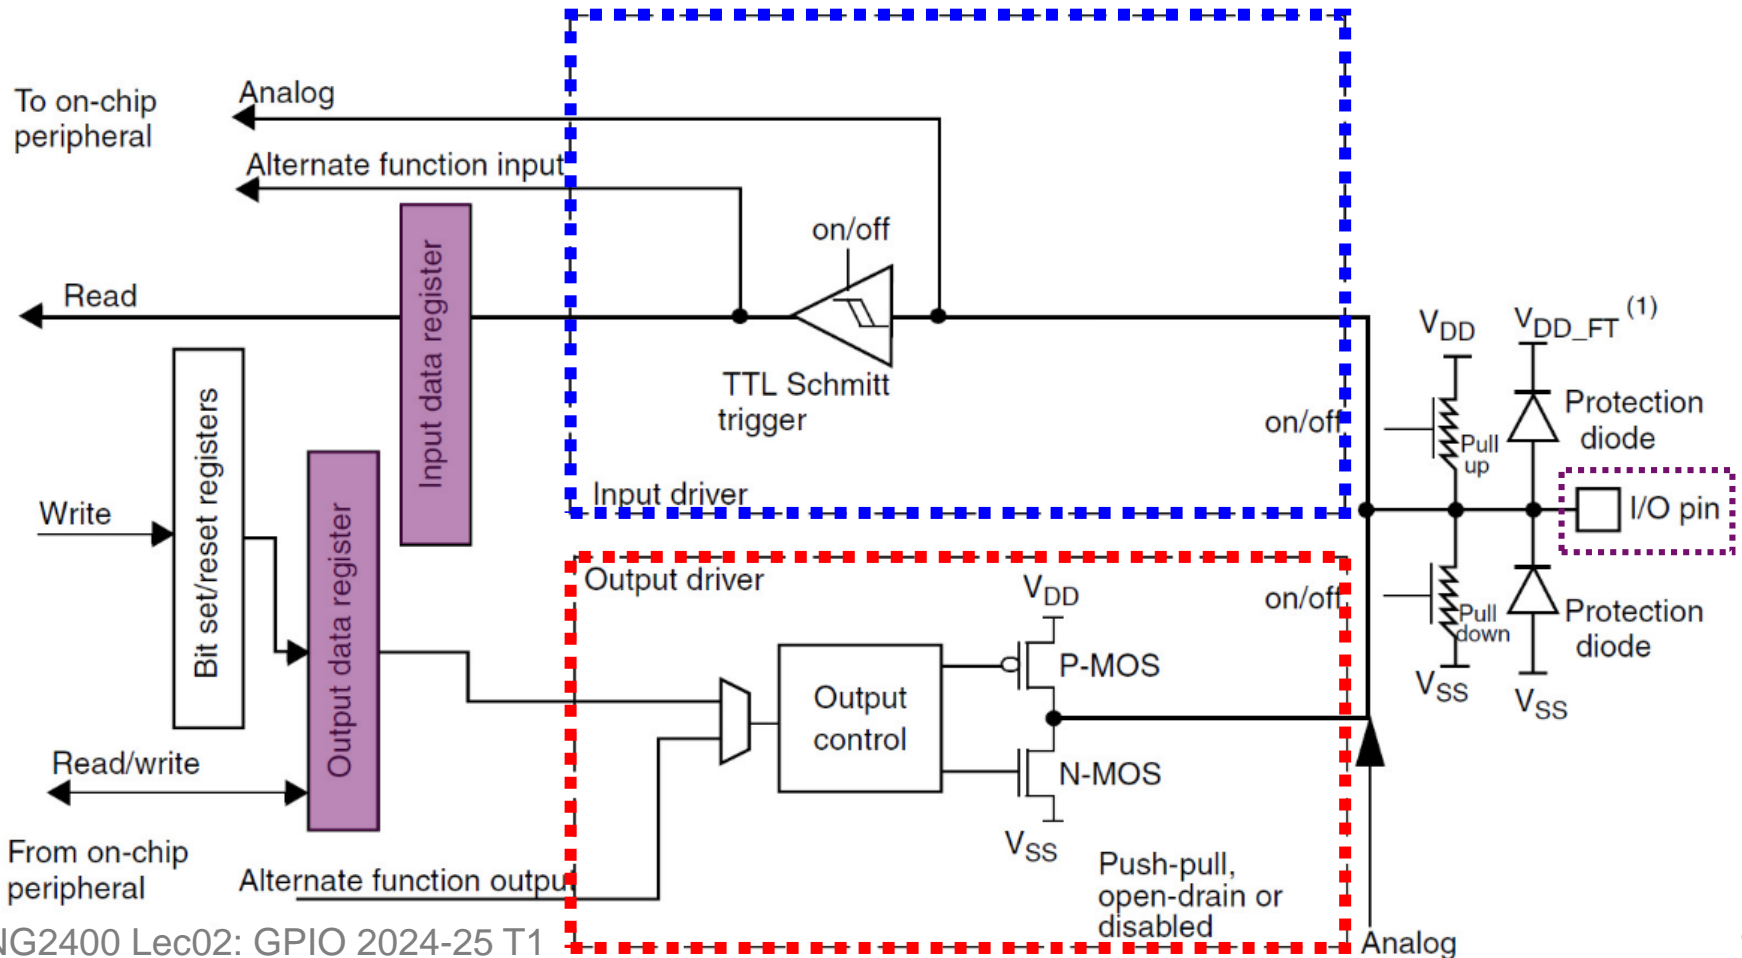 To on-chip
peripheral
Analog
Alternate function input
on/off
Read
Input data register
TTL Schmitt
trigger
Input driver
on/off
VDD
VDD_FT (1)
Pull
up
Protection
diode
I/O pin
Write
Bit set/reset registers
Output data register
Output driver
VDD
on/off
P-MOS
Output
control
N-MOS
VSS
Pull
down
VSS
Protection
diode
VSS
Read/write
From on-chip
peripheral
Alternate function output
Push-pull,
open-drain or
disabled
Analog
NG2400 Lec02: GPIO 2024-25 T1